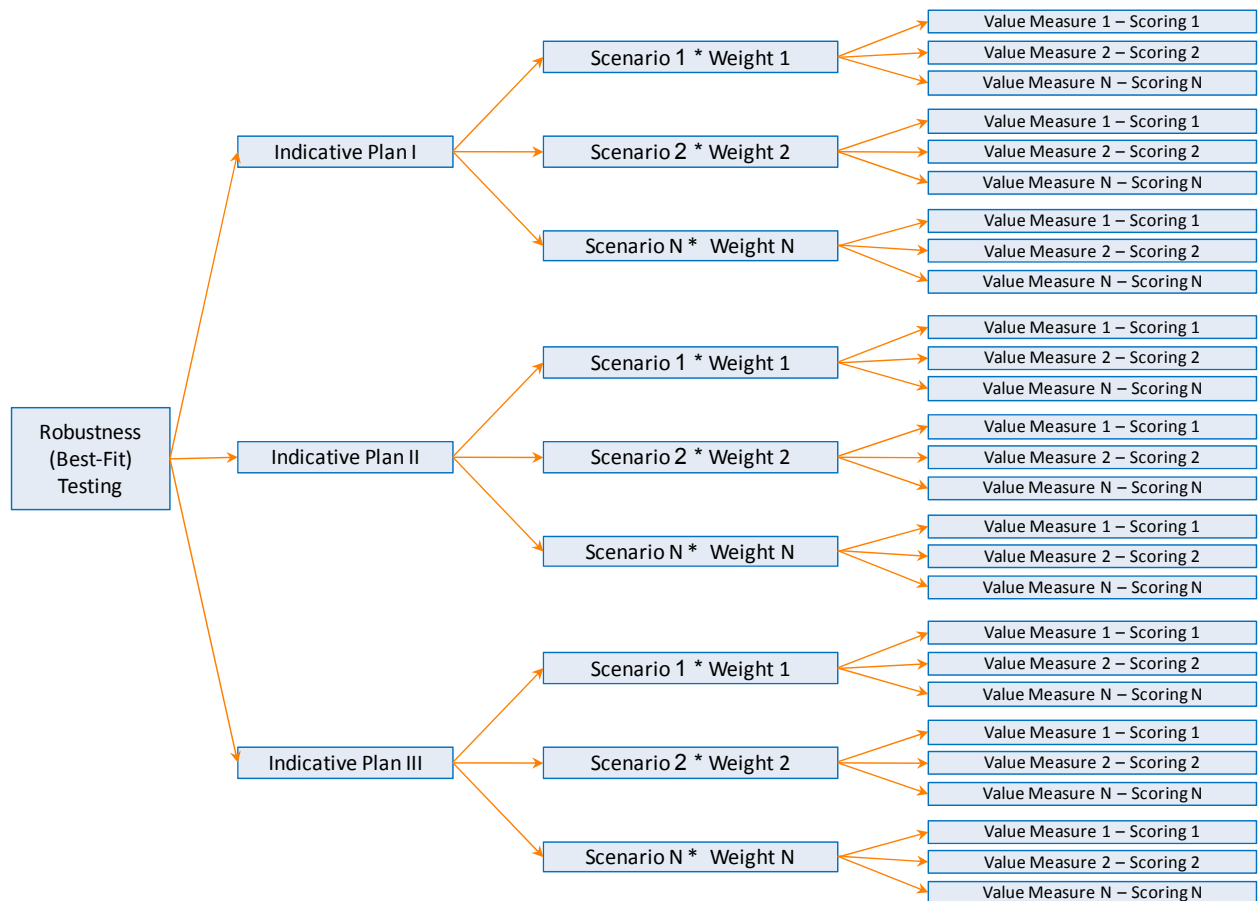 Robustness
(Best-Fit)
Testing
Indicative Plan I
Scenario 1 * Weight 1
Value Measure 1 – Scoring 1
Value Measure 2 – Scoring 2
Value Measure N – Scoring N
Scenario 2 * Weight 2
Value Measure 1 – Scoring 1
Value Measure 2 – Scoring 2
Value Measure N – Scoring N
Scenario N * Weight N
Value Measure 1 – Scoring 1
Value Measure 2 – Scoring 2
Value Measure N – Scoring N
Indicative Plan II
Scenario 1 * Weight 1
Value Measure 1 – Scoring 1
Value Measure 2 – Scoring 2
Value Measure N – Scoring N
Scenario 2 * Weight 2
Value Measure 1 – Scoring 1
Value Measure 2 – Scoring 2
Value Measure N – Scoring N
Scenario N * Weight N
Value Measure 1 – Scoring 1
Value Measure 2 – Scoring 2
Value Measure N – Scoring N
Indicative Plan III
Scenario 1 * Weight 1
Value Measure 1 – Scoring 1
Value Measure 2 – Scoring 2
Value Measure N – Scoring N
Scenario 2 * Weight 2
Value Measure 1 – Scoring 1
Value Measure 2 – Scoring 2
Value Measure N – Scoring N
Scenario N * Weight N
Value Measure 1 – Scoring 1
Value Measure 2 – Scoring 2
Value Measure N – Scoring N